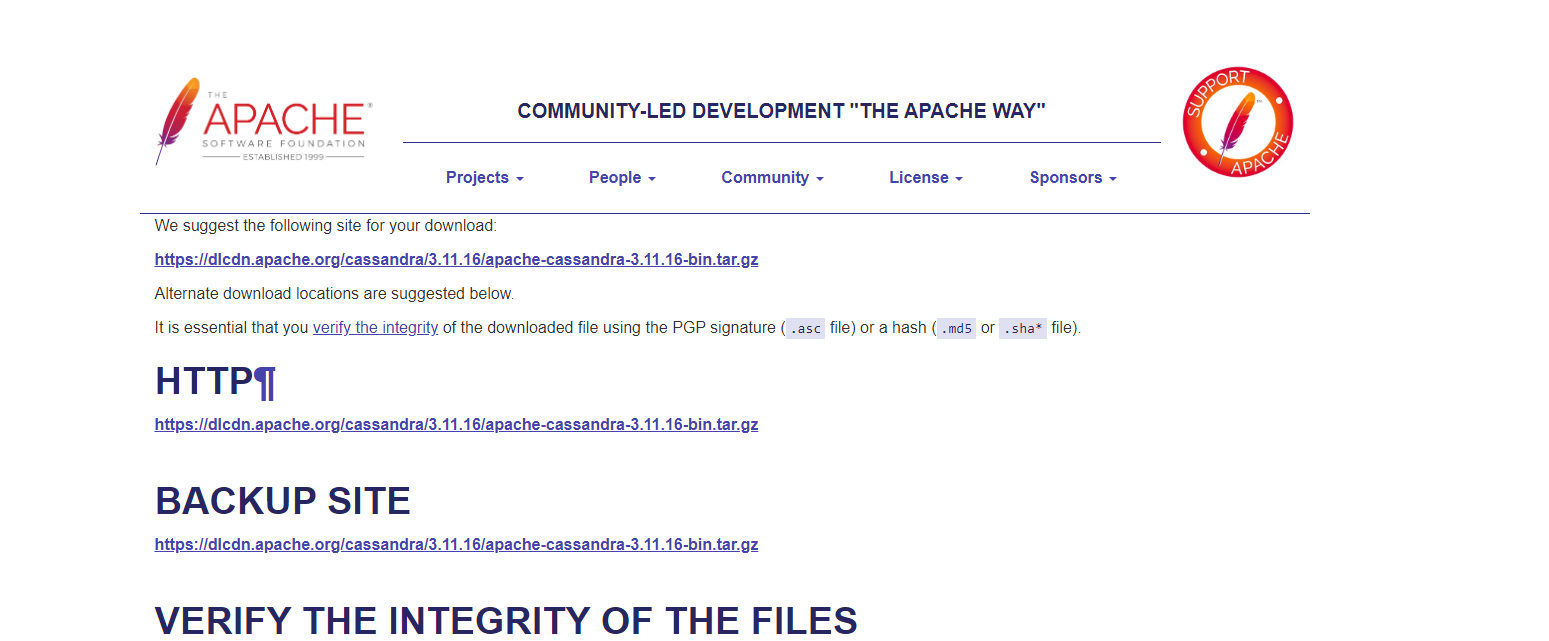 THE
APACHE®
SOFTWARE FOUNDATION
ESTABLISHED 1999
COMMUNITY-LED DEVELOPMENT "THE APACHE WAY"
SUPPORT
APACHE
™
Projects
People
Community
License
Sponsors
We suggest the following site for your download:
https://dlcdn.apache.org/cassandra/3.11.16/apache-cassandra-3.11.16-bin.tar.gz
Alternate download locations are suggested below.
It is essential that you verify the integrity of the downloaded file using the PGP signature (.asc file) or a hash (.md5 or .sha* file).
HTTP¶
https://dlcdn.apache.org/cassandra/3.11.16/apache-cassandra-3.11.16-bin.tar.gz
BACKUP SITE
https://dlcdn.apache.org/cassandra/3.11.16/apache-cassandra-3.11.16-bin.tar.gz
VERIFY THE INTEGRITY OF THE FILES